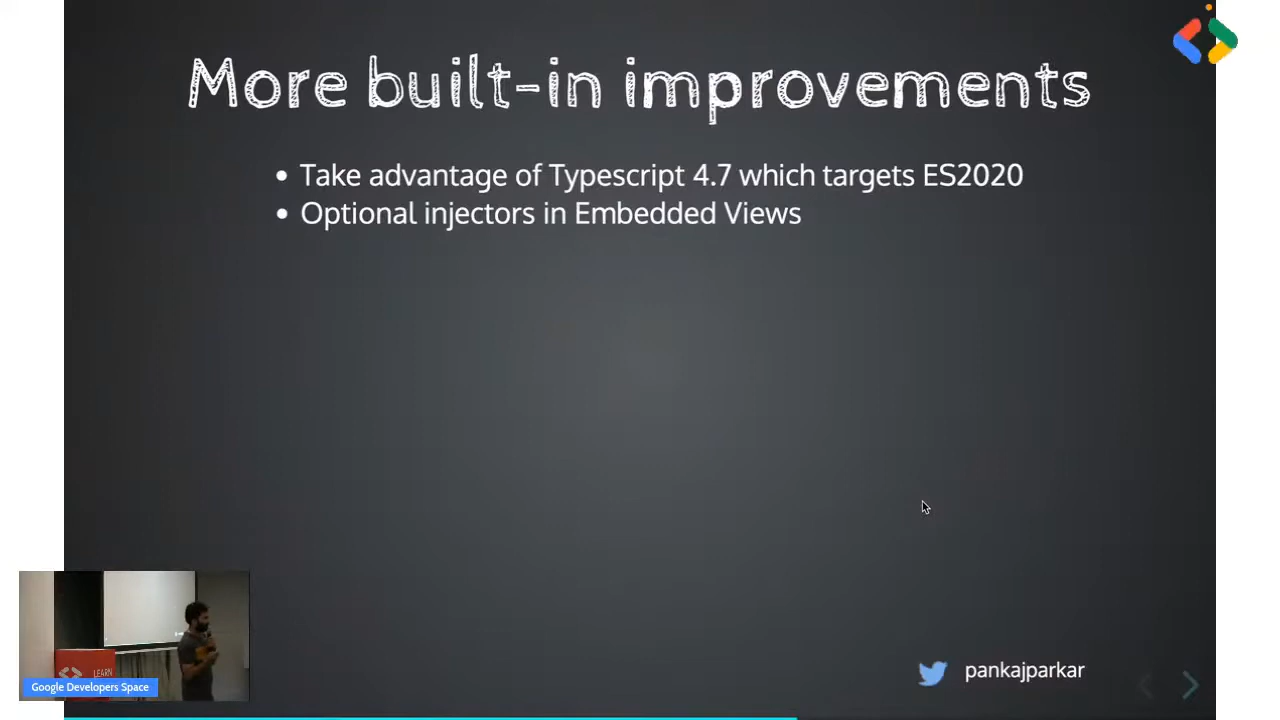 More built-in improvements
Take advantage of Typescript 4.7 which targets ES2020
Optional injectors in Embedded Views
LEARN
Google Developers Space
pankajparkar